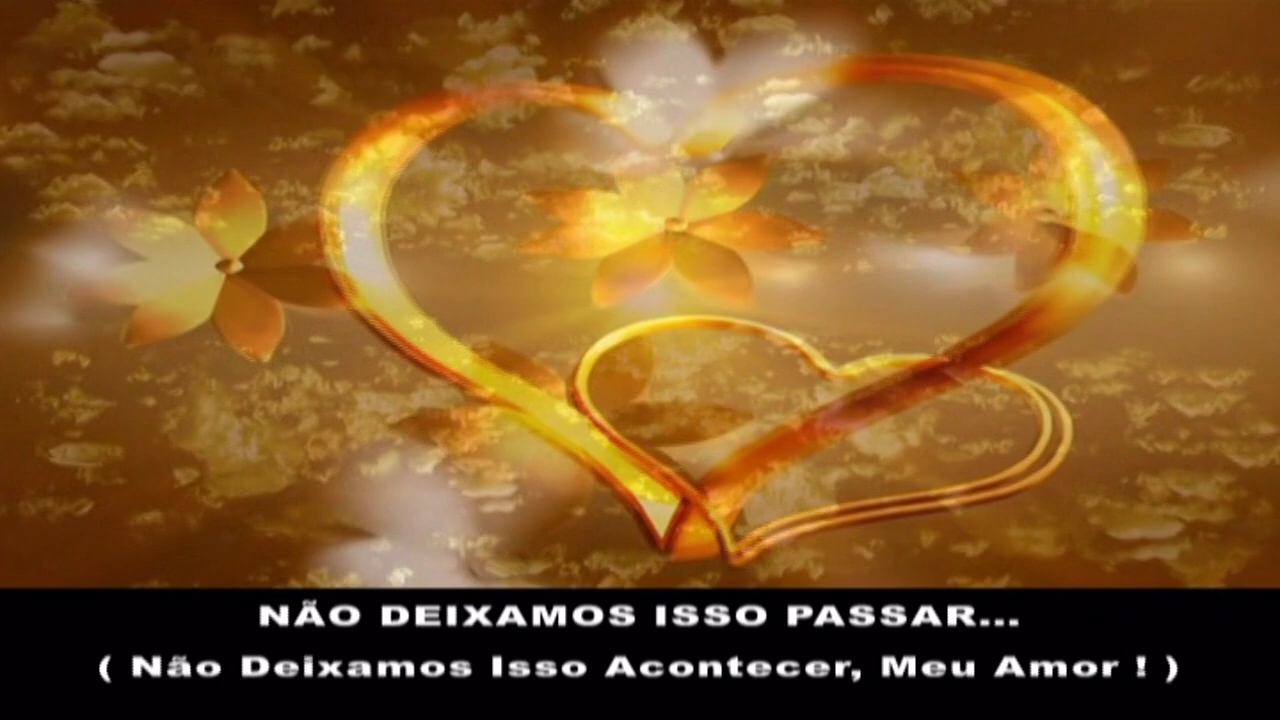 NÃO DEIXAMOS ISSO PASSAR...
( Não Deixamos Isso Acontecer, Meu Amor ! )